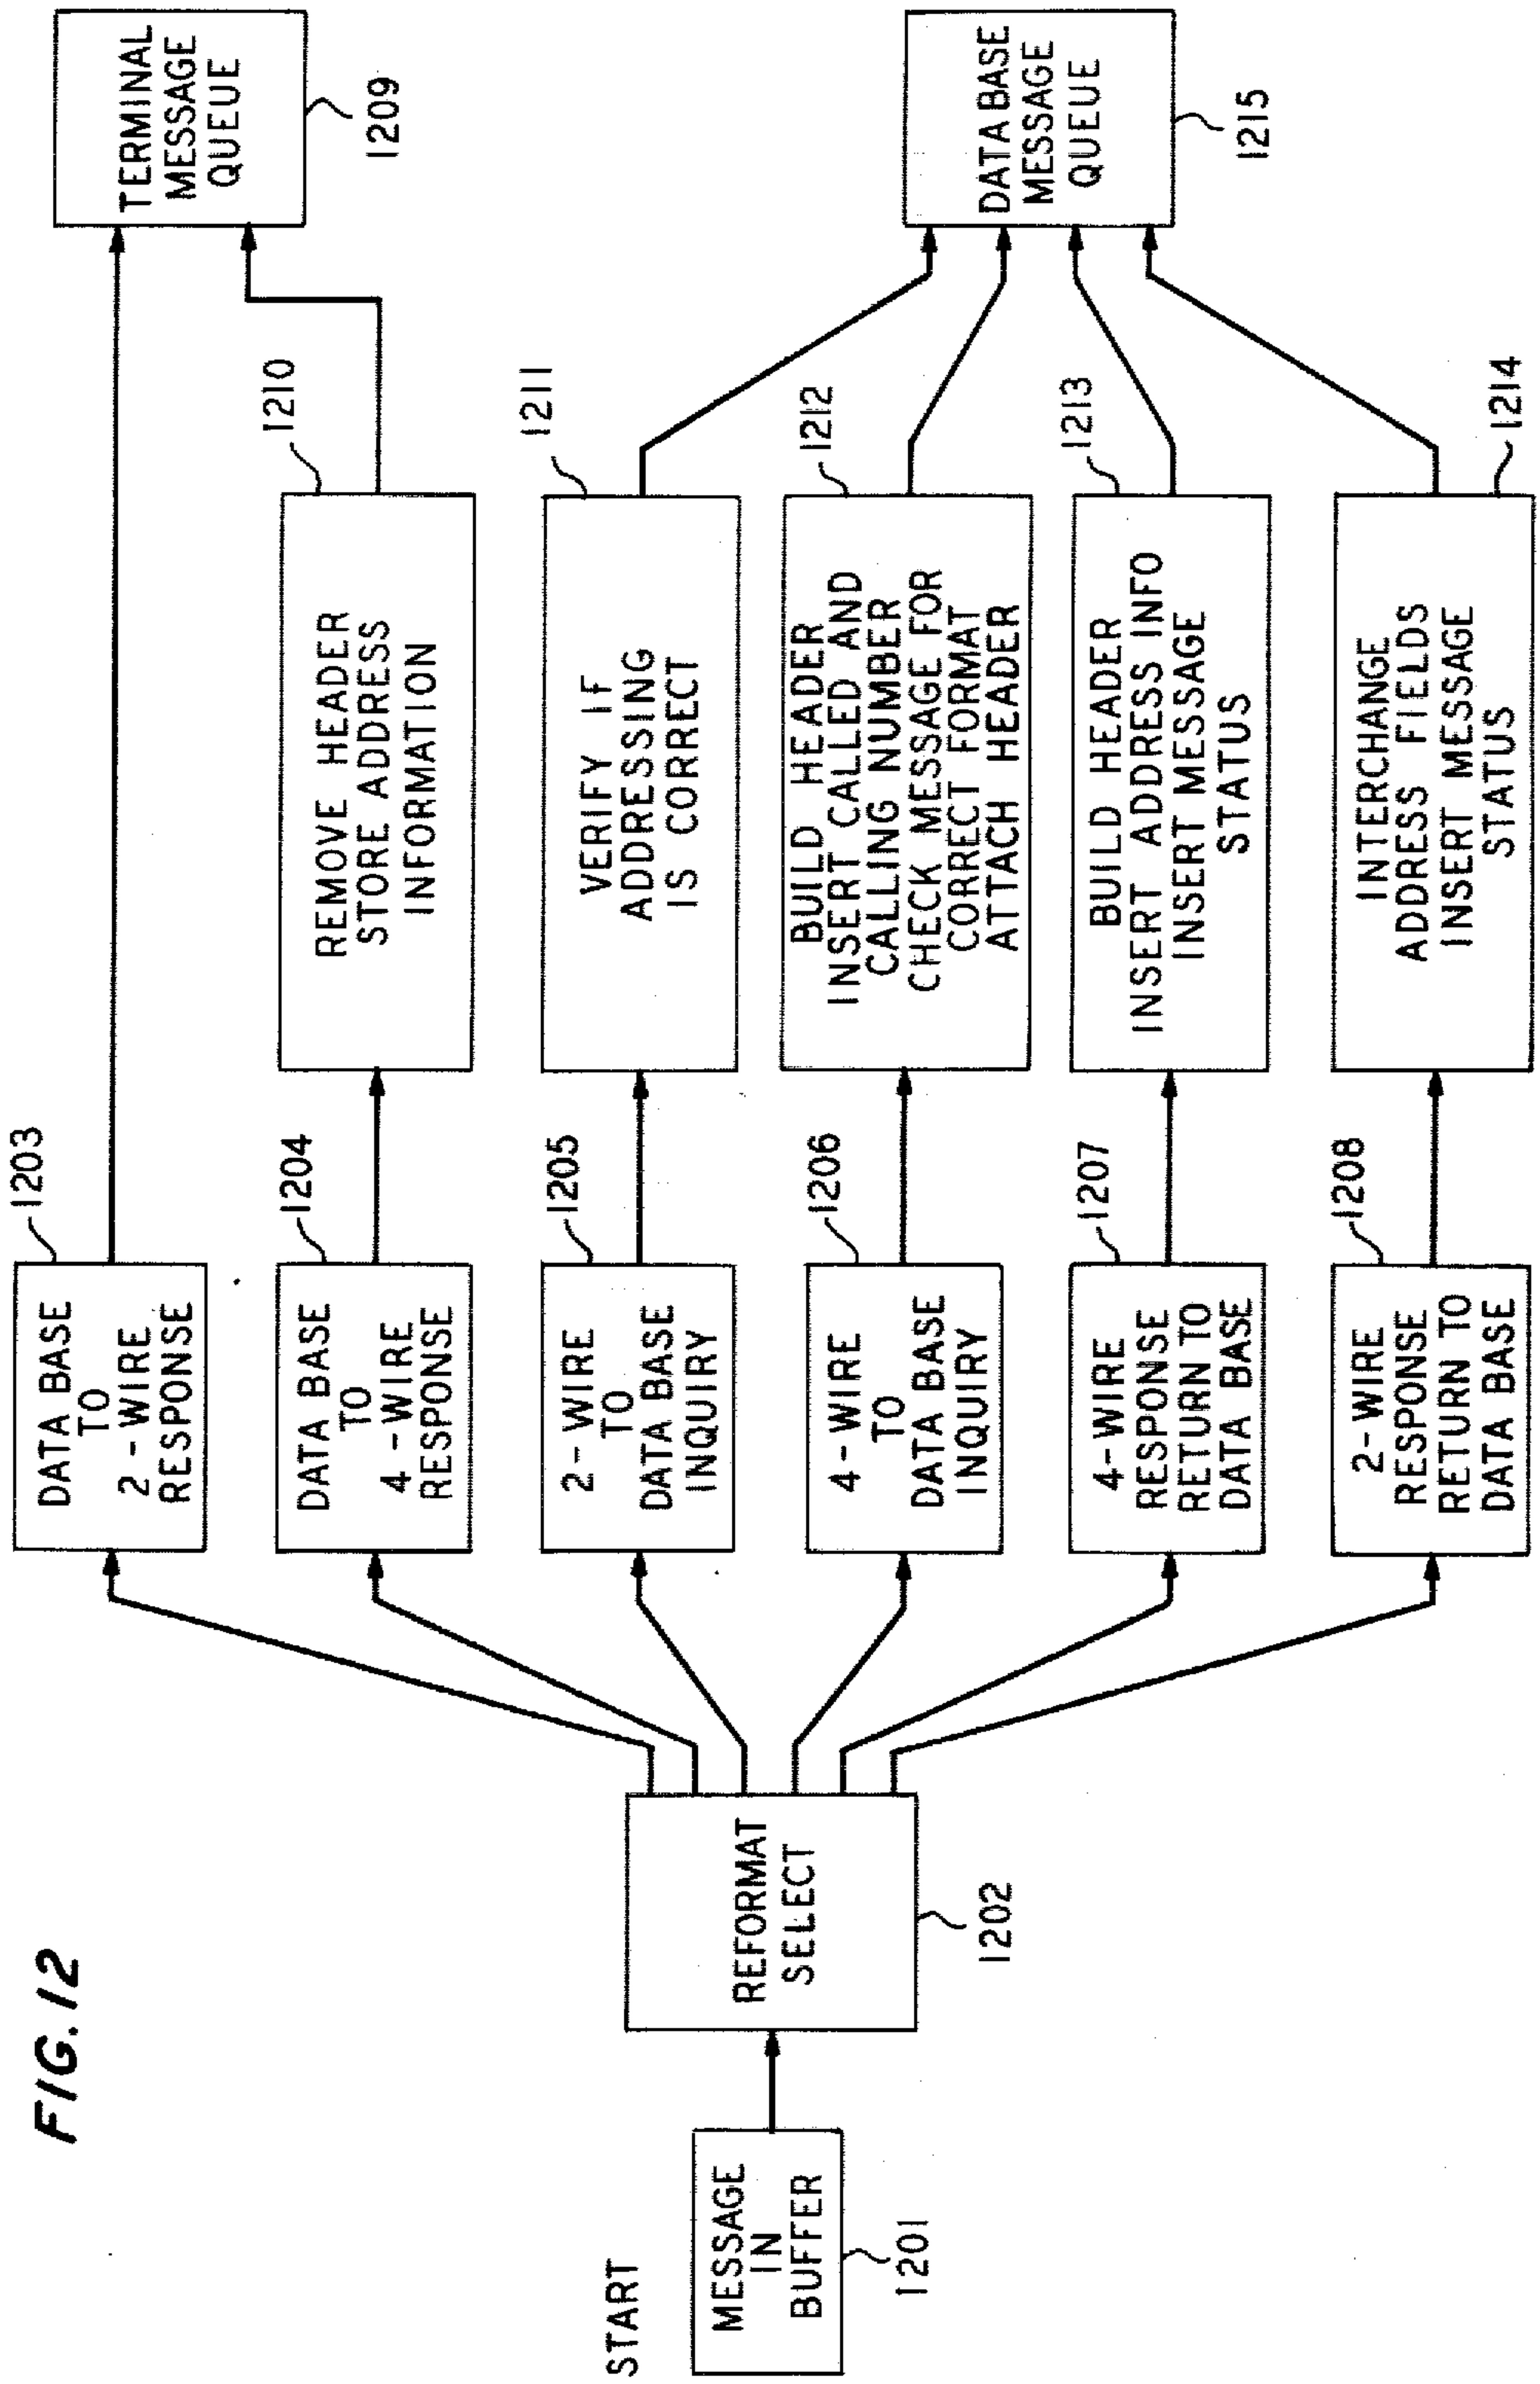 FIG. 12
START
MESSAGE
IN
BUFFER
1201
REFORMAT
SELECT
1202
DATA BASE
TO
2-WIRE
RESPONSE
1203
DATA BASE
TO
4-WIRE
RESPONSE
1204
2-WIRE
TO
DATA BASE
INQUIRY
1205
4-WIRE
TO
DATA BASE
INQUIRY
1206
4-WIRE
RESPONSE
RETURN TO
DATA BASE
1207
2-WIRE
RESPONSE
RETURN TO
DATA BASE
1208
REMOVE HEADER
STORE ADDRESS
INFORMATION
1210
VERIFY IF
ADDRESSING
IS CORRECT
1211
BUILD HEADER
INSERT CALLED AND
CALLING NUMBER
CHECK MESSAGE FOR
CORRECT FORMAT
ATTACH HEADER
1212
BUILD HEADER
INSERT ADDRESS INFO
INSERT MESSAGE
STATUS
1213
INTERCHANGE
ADDRESS FIELDS
INSERT MESSAGE
STATUS
1214
TERMINAL
MESSAGE
QUEUE
1209
DATA BASE
MESSAGE
QUEUE
1215